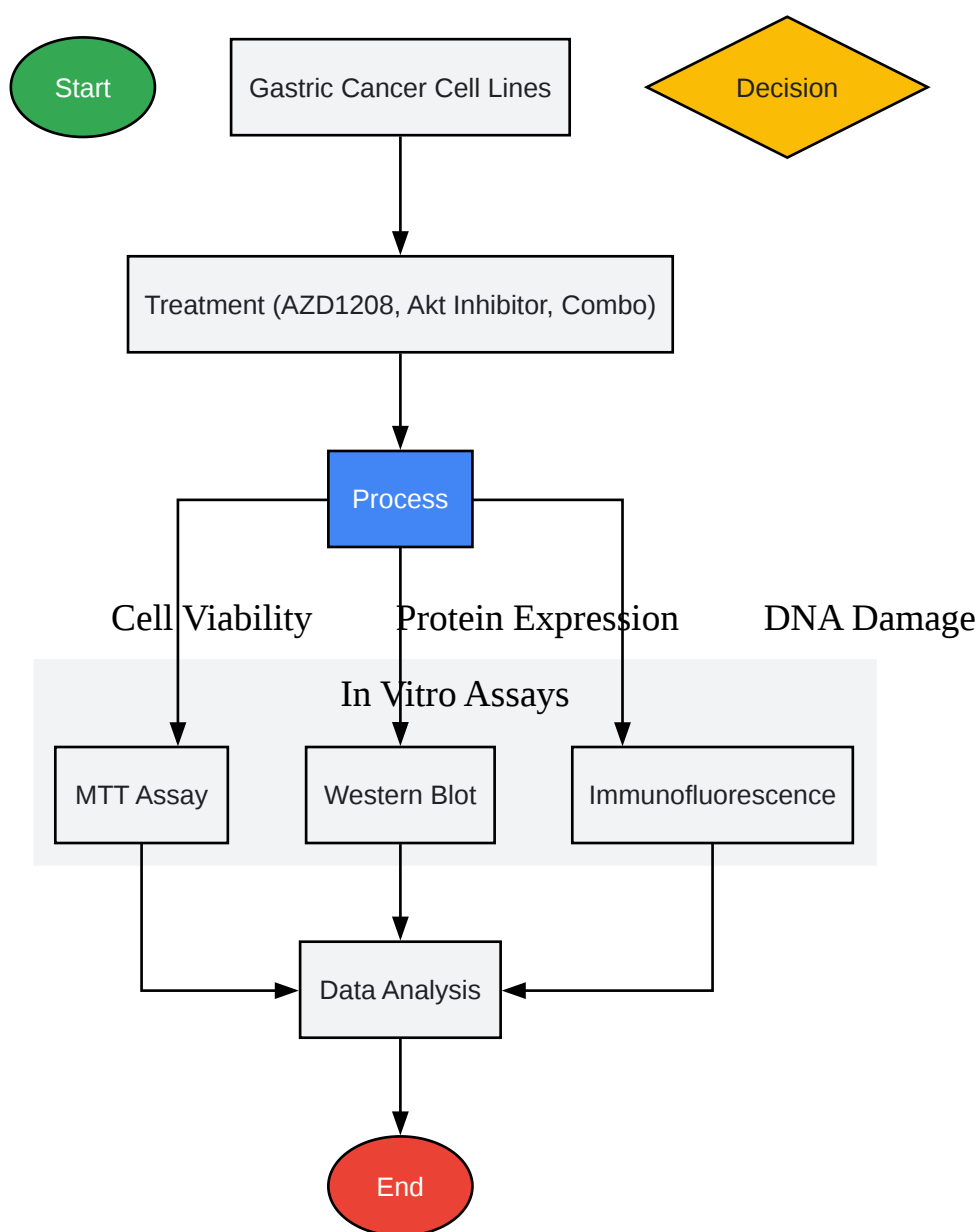 Start
Gastric Cancer Cell Lines
Decision
Treatment (AZD1208, Akt Inhibitor, Combo)
Process
Cell Viability
Protein Expression
DNA Damage
In Vitro Assays
MTT Assay
Western Blot
Immunofluorescence
Data Analysis
End